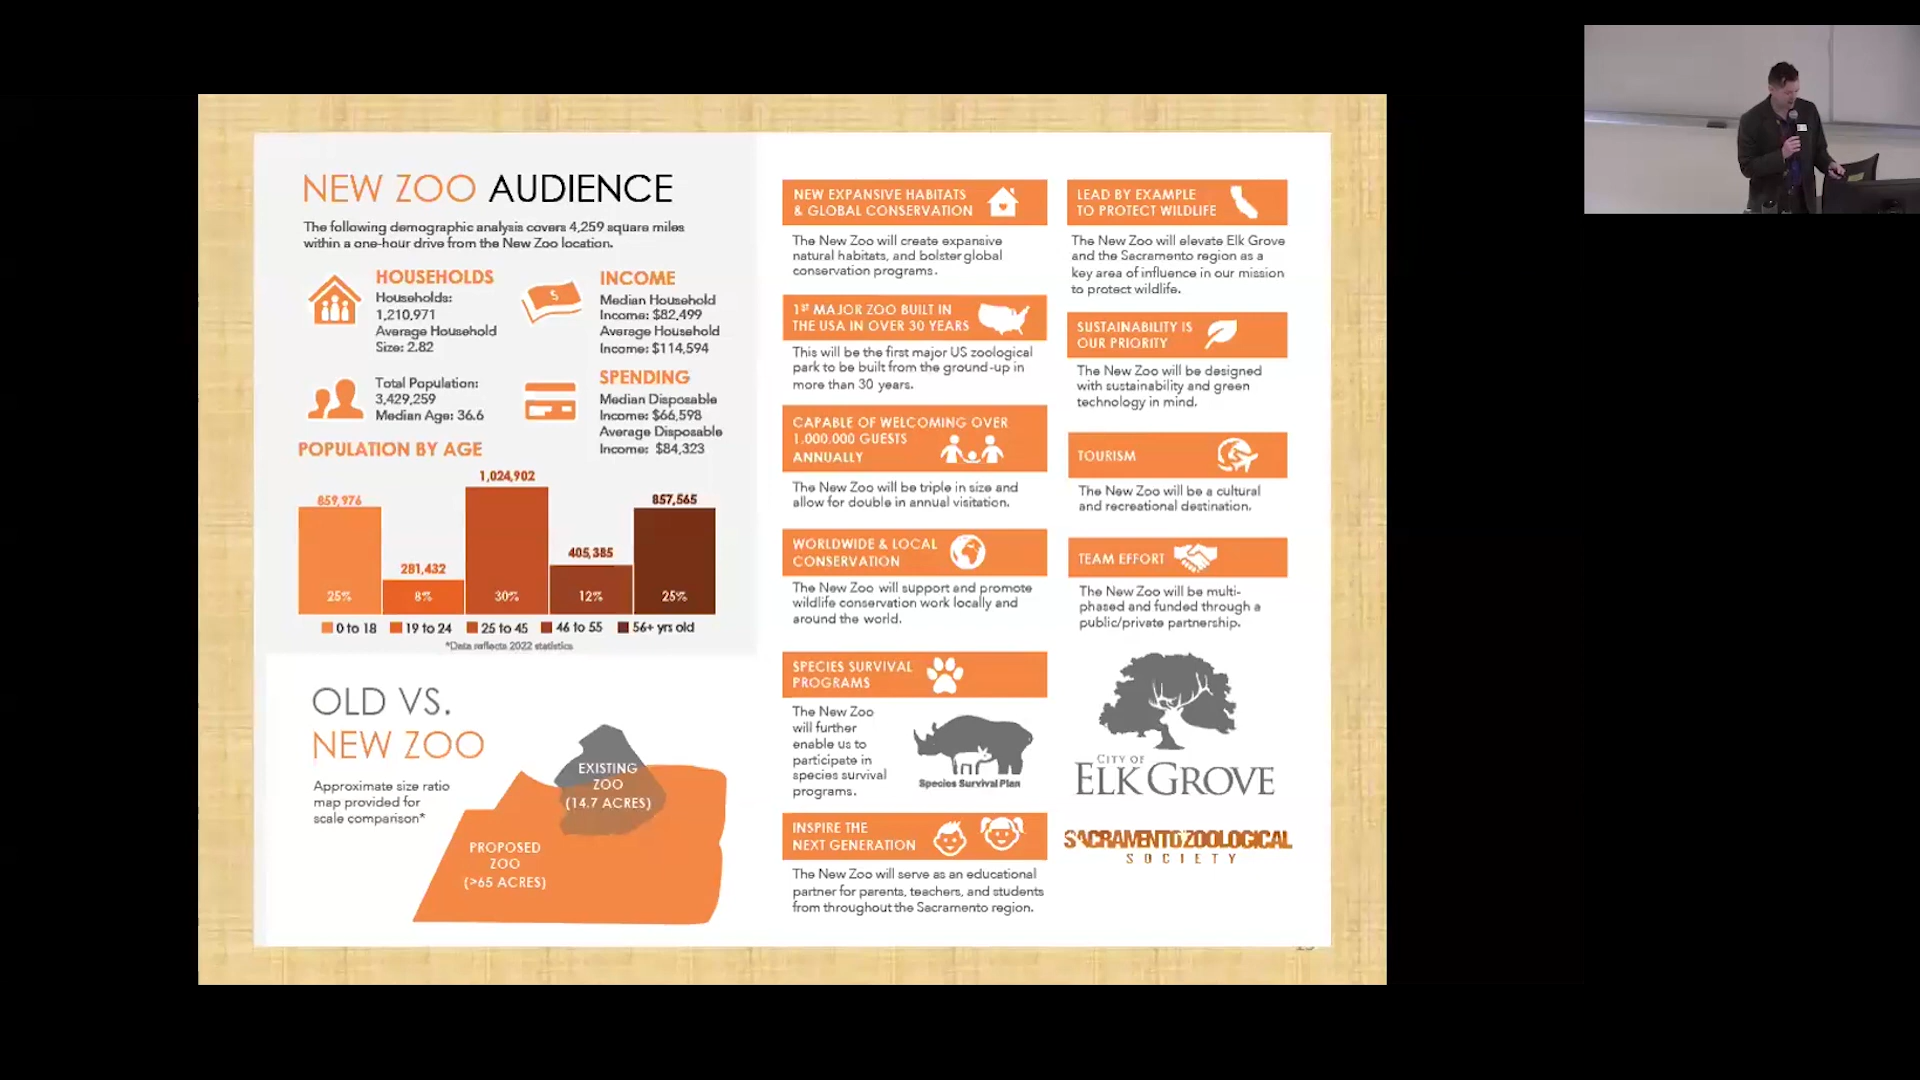 NEW ZOO AUDIENCE
The following demographic analysis covers 4,259 square miles
within a one-hour drive from the New Zoo location.
HOUSEHOLDS
Households:
1,210,971
Average Household
Size: 2.82
INCOME
Median Household
Income: $82,499
Average Household
Income: $114,594
Total Population:
3,429,259
Median Age: 36.6
SPENDING
Median Disposable
Income: $66,598
Average Disposable
Income: $84,323
POPULATION BY AGE
859,976
281,432
1,024,902
405,385
857,565
25%
8%
30%
12%
25%
0 to 18
19 to 24
25 to 45
46 to 55
56+ yrs old
*Data reflects 2022 statistics
OLD VS.
NEW ZOO
Approximate size ratio
map provided for
scale comparison*
EXISTING
ZOO
(14.7 ACRES)
PROPOSED
ZOO
(>65 ACRES)
NEW EXPANSIVE HABITATS
& GLOBAL CONSERVATION
The New Zoo will create expansive
natural habitats, and bolster global
conservation programs.
1ST MAJOR ZOO BUILT IN
THE USA IN OVER 30 YEARS
This will be the first major US zoological
park to be built from the ground-up in
more than 30 years.
CAPABLE OF WELCOMING OVER
1,000,000 GUESTS
ANNUALLY
The New Zoo will be triple in size and
allow for double in annual visitation.
WORLDWIDE & LOCAL
CONSERVATION
The New Zoo will support and promote
wildlife conservation work locally and
around the world.
SPECIES SURVIVAL
PROGRAMS
The New Zoo
will further
enable us to
participate in
species survival
programs.
Species Survival Plan
INSPIRE THE
NEXT GENERATION
The New Zoo will serve as an educational
partner for parents, teachers, and students
from throughout the Sacramento region.
LEAD BY EXAMPLE
TO PROTECT WILDLIFE
The New Zoo will elevate Elk Grove
and the Sacramento region as a
key area of influence in our mission
to protect wildlife.
SUSTAINABILITY IS
OUR PRIORITY
The New Zoo will be designed
with sustainability and green
technology in mind.
TOURISM
The New Zoo will be a cultural
and recreational destination.
TEAM EFFORT
The New Zoo will be multi-
phased and funded through a
public/private partnership.
CITY OF
ELK GROVE
SACRAMENTO ZOOLOGICAL
SOCIETY